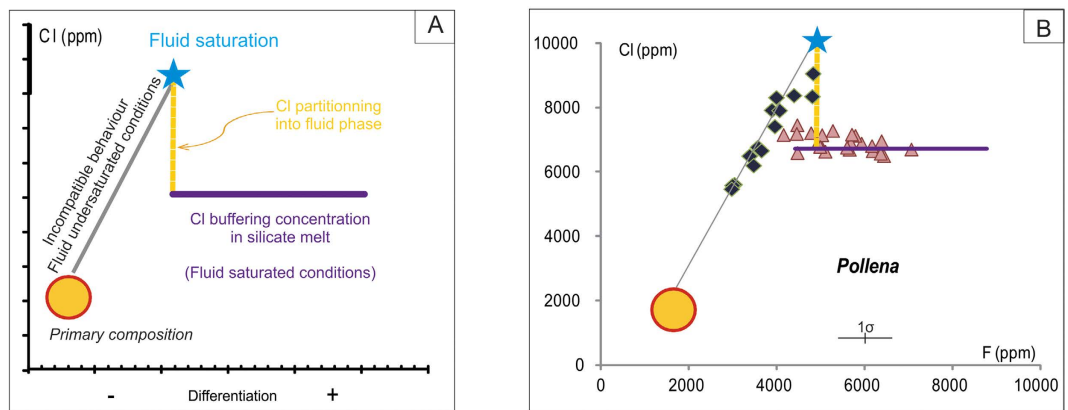 A
Cl (ppm)
Fluid saturation
Incompatible behaviour
Fluid undersaturated conditions
Cl partitionning
into fluid phase
Cl buffering concentration
in silicate melt
(Fluid saturated conditions)
Primary composition
- Differentiation +
B
Cl (ppm)
10000
8000
6000
4000
2000
0
Pollena
1σ
F (ppm)
0 2000 4000 6000 8000 10000